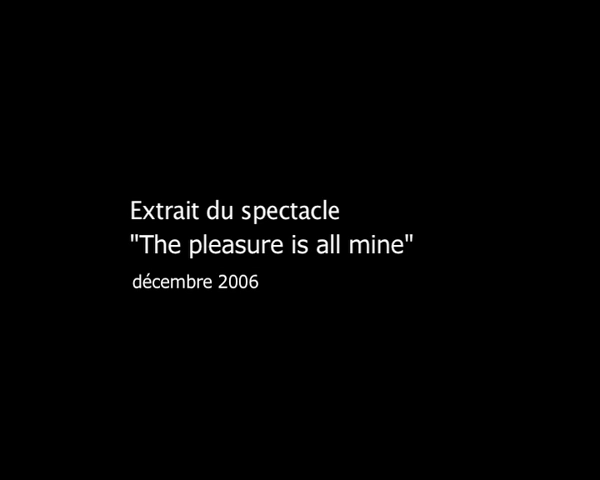 Extrait du spectacle
"The pleasure is all mine"
décembre 2006